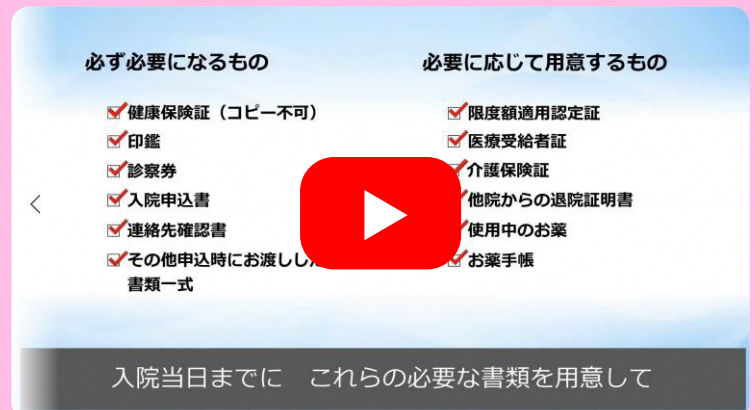 必ず必要になるもの
健康保険証（コピー不可）
印鑑
診察券
入院申込書
連絡先確認書
その他申込時にお渡しした
書類一式
必要に応じて用意するもの
限度額適用認定証
医療受給者証
介護保険証
他院からの退院証明書
使用中のお薬
お薬手帳
入院当日までに　これらの必要な書類を用意して